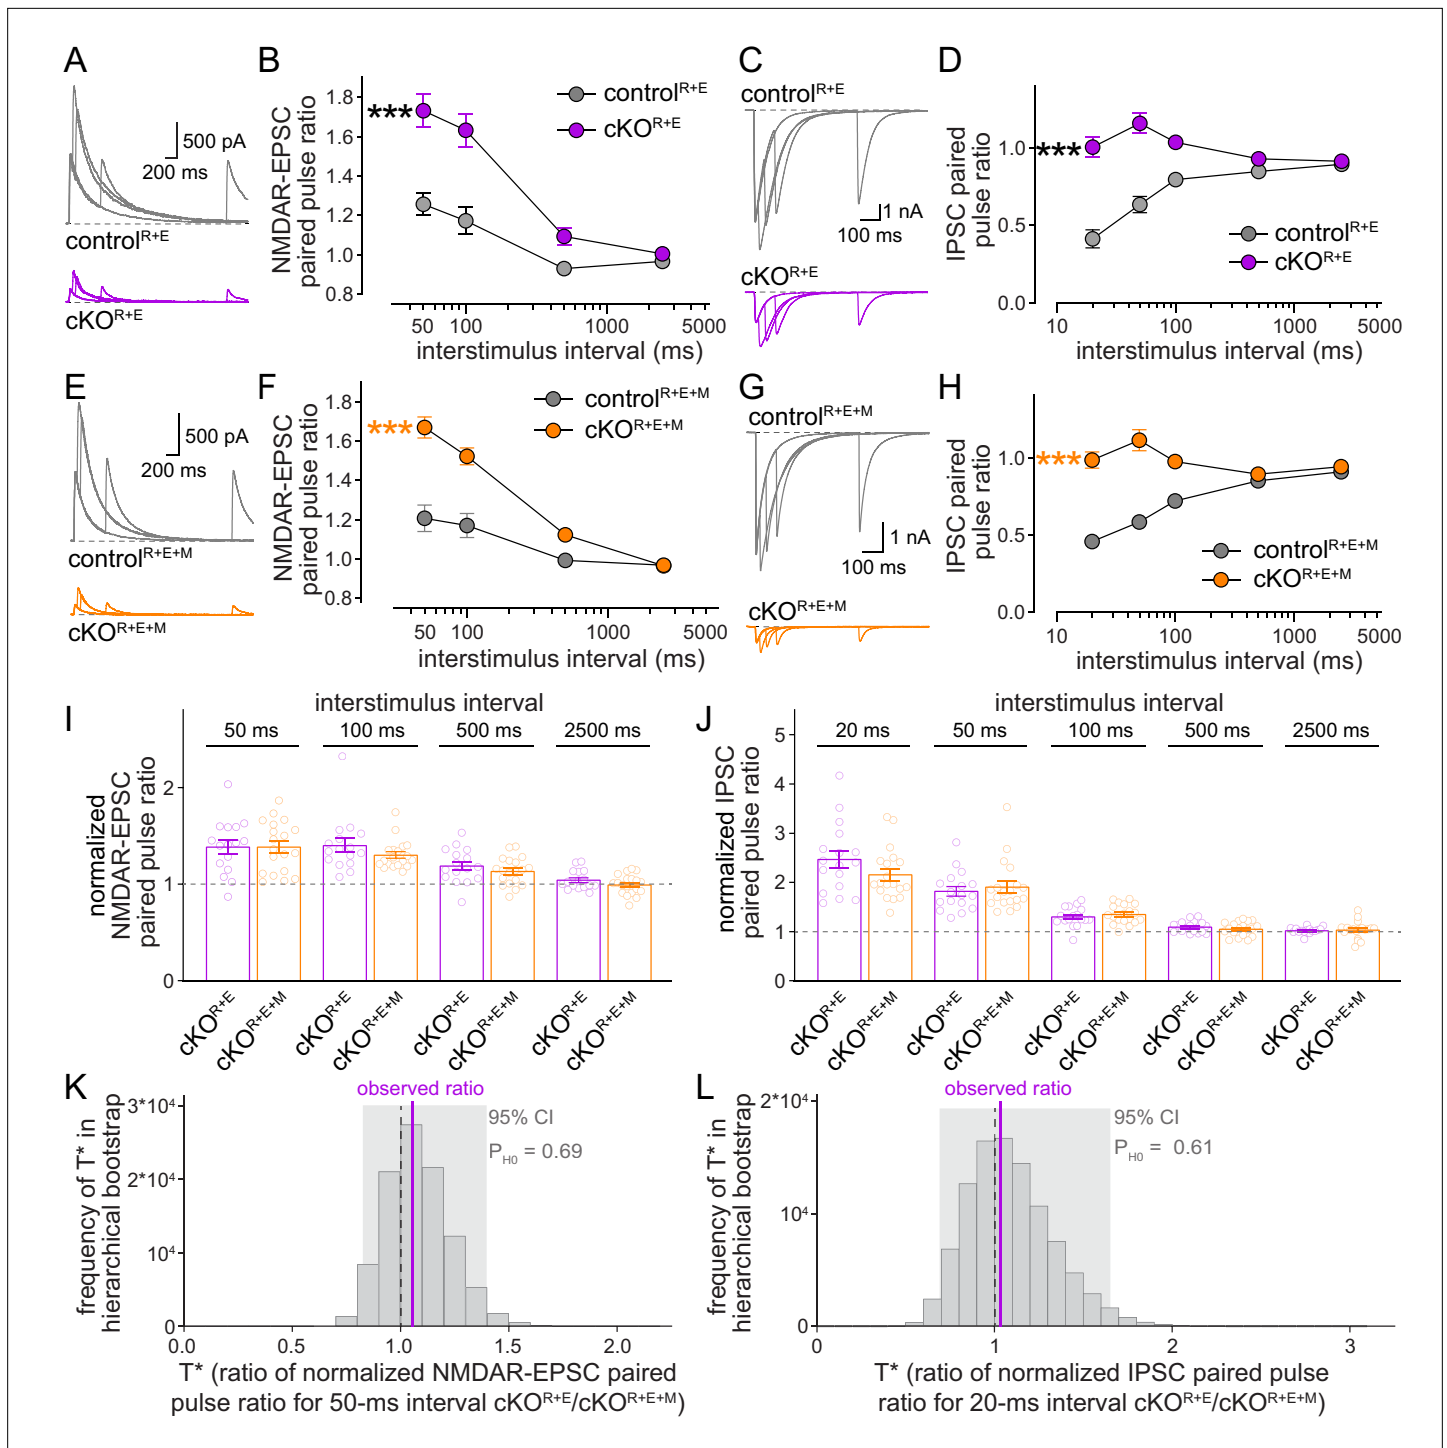 A
500 pA
200 ms
control^R+E
cKO^R+E
B
NMDAR-EPSC
paired pulse ratio
1.8
1.6
1.4
1.2
1.0
0.8
***
control^R+E
cKO^R+E
50 100 1000 5000
interstimulus interval (ms)
C
control^R+E
1 nA
100 ms
cKO^R+E
D
IPSC paired
pulse ratio
1.0
0.5
0.0
***
control^R+E
cKO^R+E
10 100 1000 5000
interstimulus interval (ms)
E
500 pA
200 ms
control^R+E+M
cKO^R+E+M
F
NMDAR-EPSC
paired pulse ratio
1.8
1.6
1.4
1.2
1.0
0.8
***
control^R+E+M
cKO^R+E+M
50 100 1000 5000
interstimulus interval (ms)
G
control^R+E+M
1 nA
100 ms
cKO^R+E+M
H
IPSC paired
pulse ratio
1.0
0.5
0.0
***
control^R+E+M
cKO^R+E+M
10 100 1000 5000
interstimulus interval (ms)
I
interstimulus interval
50 ms 100 ms 500 ms 2500 ms
normalized
NMDAR-EPSC
paired pulse ratio
2
1
0
cKO^R+E cKO^R+E+M cKO^R+E cKO^R+E+M cKO^R+E cKO^R+E+M cKO^R+E cKO^R+E+M
J
interstimulus interval
20 ms 50 ms 100 ms 500 ms 2500 ms
normalized IPSC
paired pulse ratio
5
4
3
2
1
0
cKO^R+E cKO^R+E+M cKO^R+E cKO^R+E+M cKO^R+E cKO^R+E+M cKO^R+E cKO^R+E+M cKO^R+E cKO^R+E+M
K
observed ratio
95% CI
P_H0 = 0.69
frequency of T* in
hierarchical bootstrap
3*10^4
2*10^4
10^4
0
0.0 0.5 1.0 1.5 2.0
T* (ratio of normalized NMDAR-EPSC paired
pulse ratio for 50-ms interval cKO^R+E/cKO^R+E+M)
L
observed ratio
95% CI
P_H0 = 0.61
frequency of T* in
hierarchical bootstrap
2*10^4
10^4
0
0 1 2 3
T* (ratio of normalized IPSC paired pulse
ratio for 20-ms interval cKO^R+E/cKO^R+E+M)